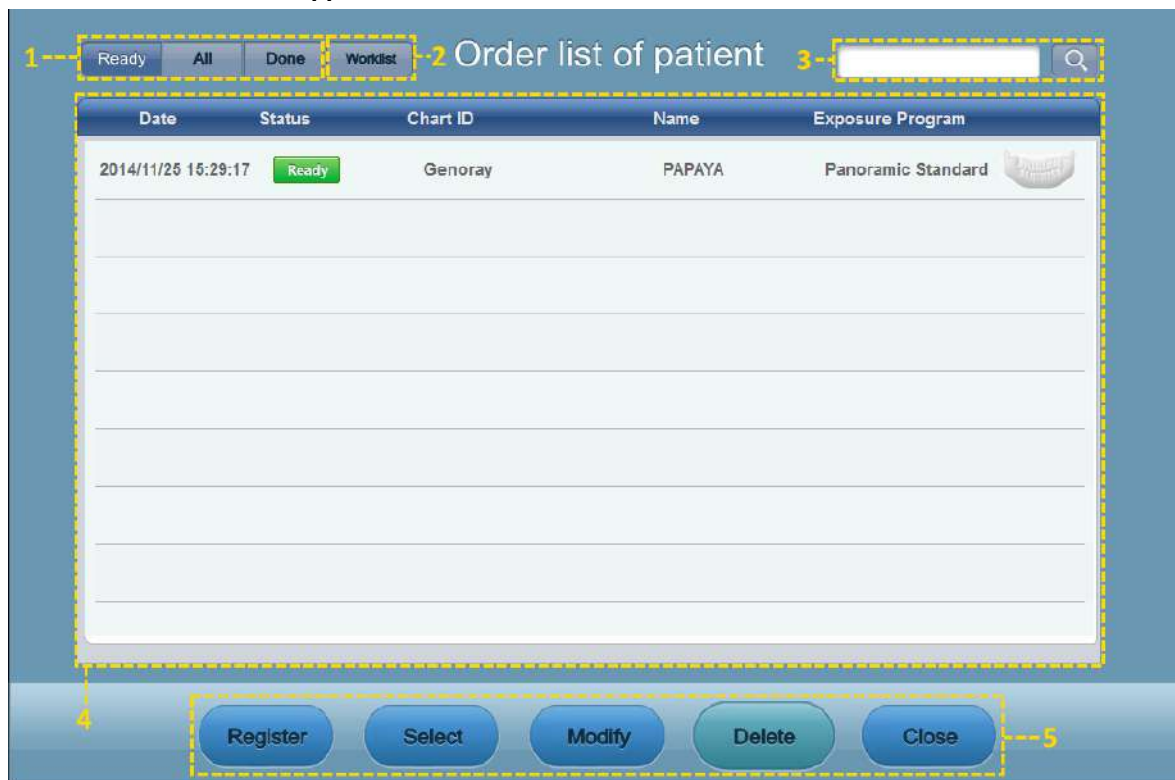 1 Ready All Done Worklist 2 Order list of patient 3
Date Status Chart ID Name Exposure Program
2014/11/25 15:29:17 Ready Genoray PAPAYA Panoramic Standard
4
Register Select Modify Delete Close 5